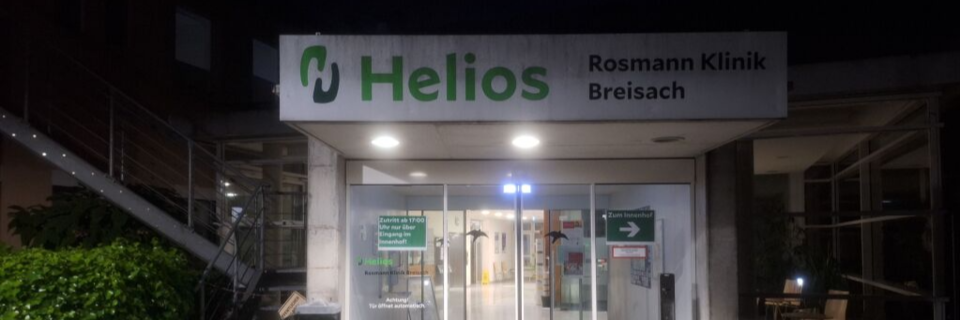 Helios
Rosmann Klinik
Breisach
Zutritt ab 17:00
Uhr nur über
Eingang im
Innenhof!
Zum Innenhof
Helios
Rosmann Klinik Breisach
Achtung!
Tür öffnet automatisch.